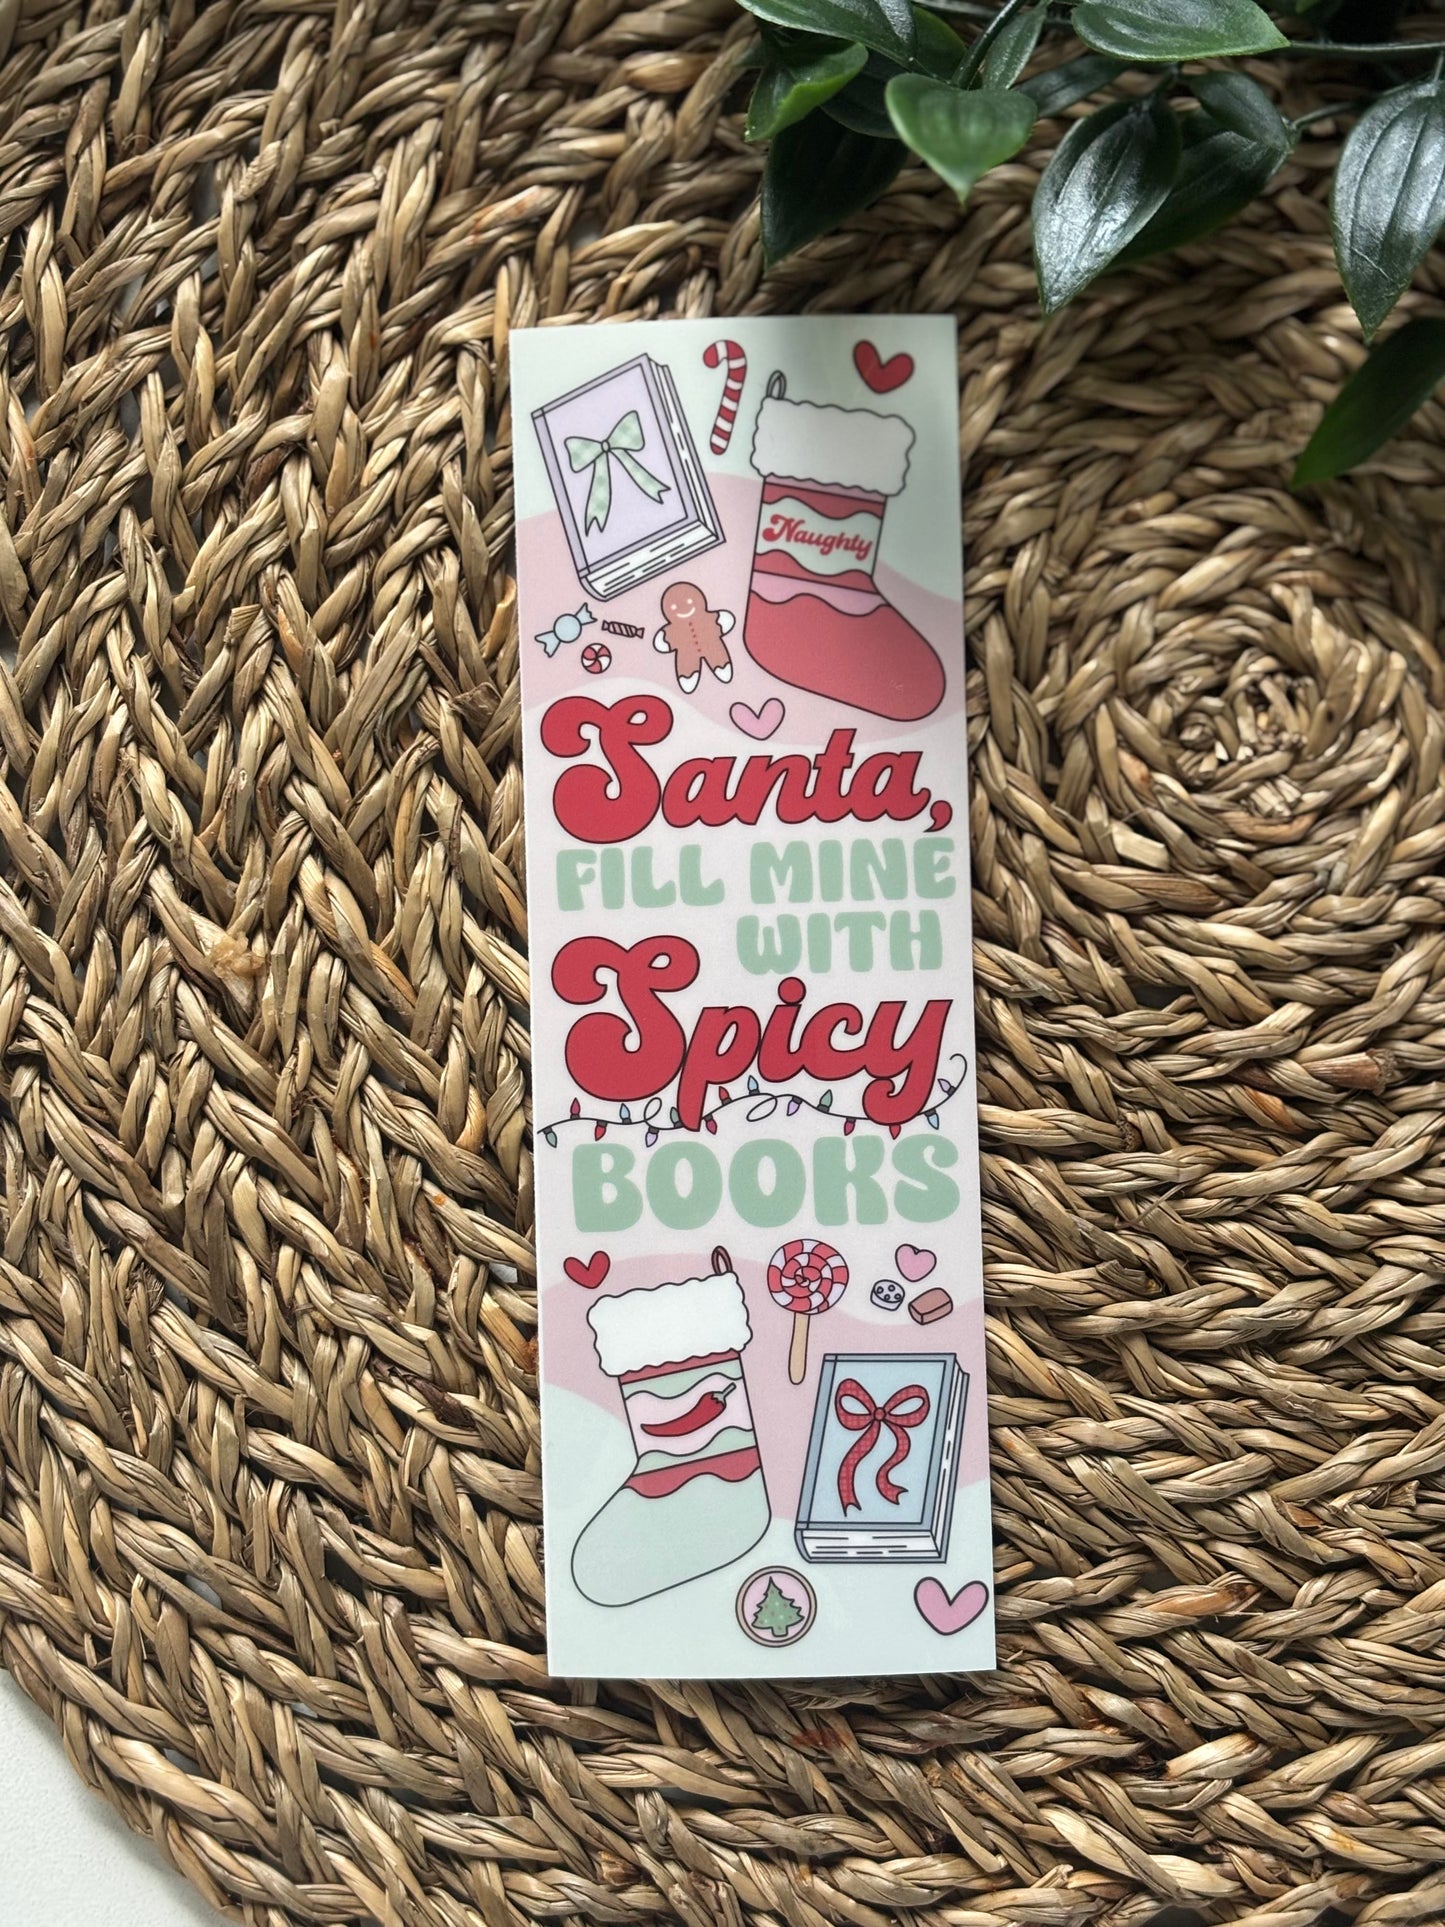 Naughty
Santa,
FILL MINE
WITH
Spicy
BOOKS